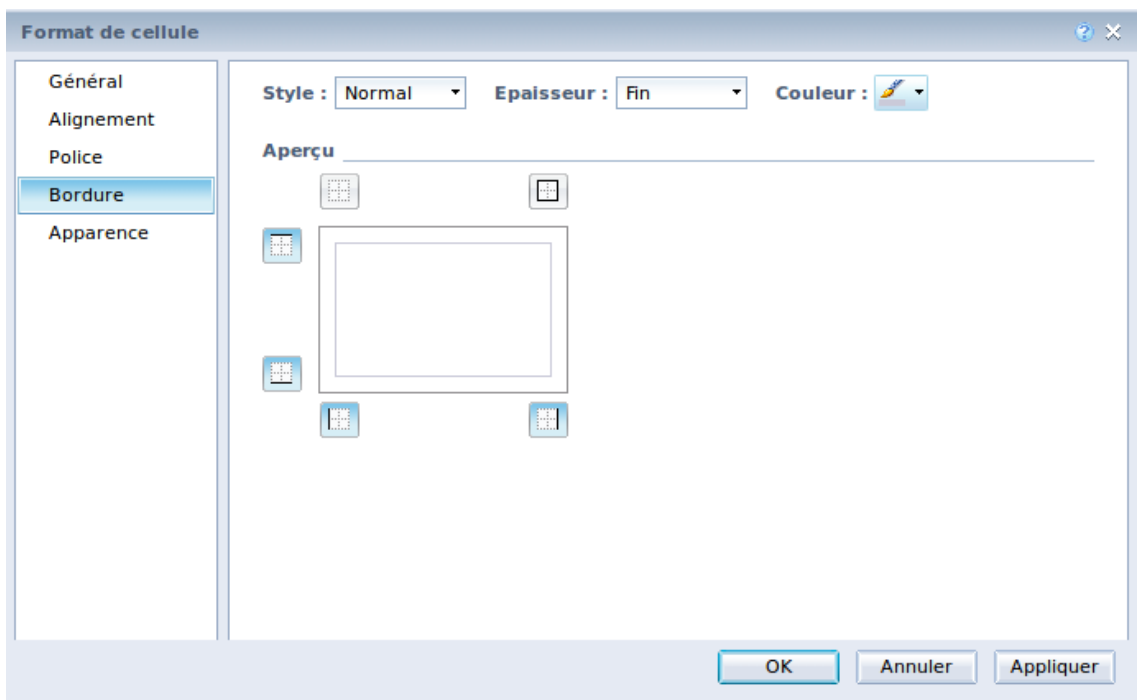 Format de cellule
Général
Alignement
Police
Bordure
Apparence
Style : Normal Epaisseur : Fin Couleur :
Aperçu
OK Annuler Appliquer